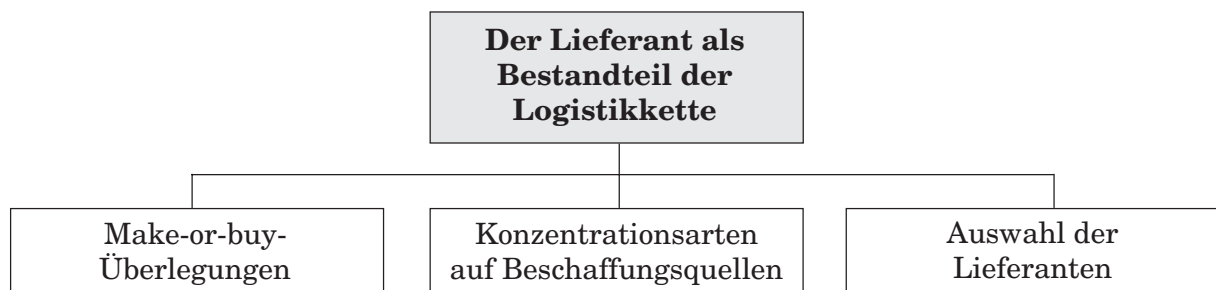 Der Lieferant als
Bestandteil der
Logistikkette
Make-or-buy-
Überlegungen
Konzentrationsarten
auf Beschaffungsquellen
Auswahl der
Lieferanten